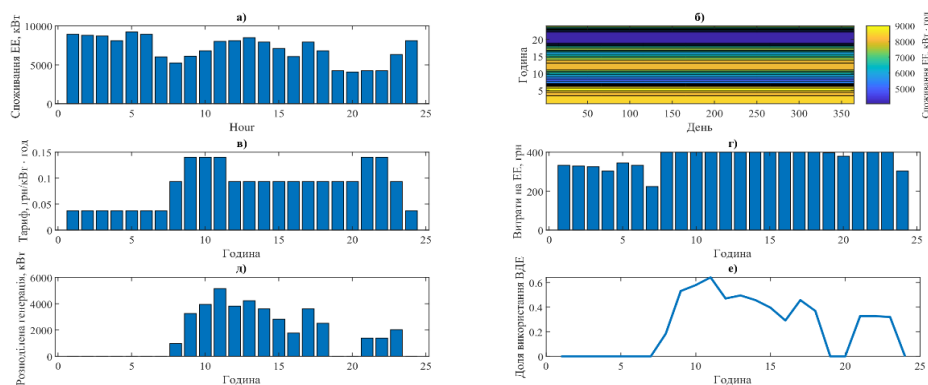 а)
Споживання ЕЕ, кВт
10000
5000
0
0 5 10 15 20 25
Hour
б)
Година
20
15
10
5
50 100 150 200 250 300 350
День
9000
8000
7000
6000
5000
Споживання ЕЕ, кВт · год
в)
Тариф, грн/кВт · год
0.15
0.1
0.05
0
0 5 10 15 20 25
Година
г)
Витрати на ЕЕ, грн
400
200
0
0 5 10 15 20 25
Година
д)
Розподілена генерація, кВт
6000
4000
2000
0
0 5 10 15 20 25
Година
е)
Доля використання ВДЕ
0.6
0.4
0.2
0
0 5 10 15 20 25
Година